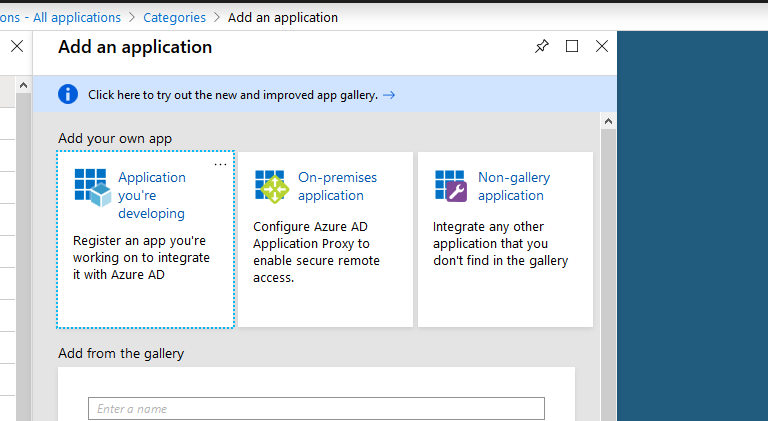 ons - All applications > Categories > Add an application
Add an application
Click here to try out the new and improved app gallery. →
Add your own app
Application
you're
developing
Register an app you're
working on to integrate
it with Azure AD
On-premises
application
Configure Azure AD
Application Proxy to
enable secure remote
access.
Non-gallery
application
Integrate any other
application that you
don't find in the gallery
Add from the gallery
Enter a name